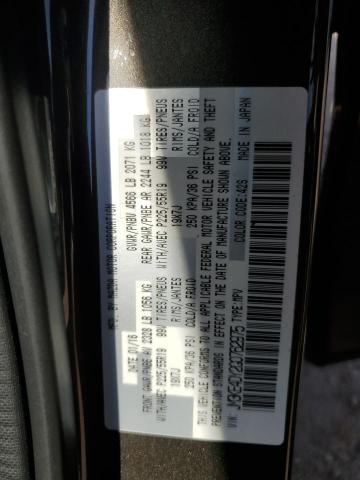 MFD BY MAZDA MOTOR CORPORATION
DATE: 01/16 GVWR/PNBV 4566 LB 2071 KG
FRONT GAWR/PNBE AV 2328 LB 1056 KG REAR GAWR/PNBE AR 2244 LB 1018 KG
WITH/AVEC P225/55R19 99V TIRES/PNEUS WITH/AVEC P225/55R19 99V TIRES/PNEUS
19X7J RIMS/JANTES 19X7J RIMS/JANTES
250 KPA/36 PSI COLD/A FROID 250 KPA/36 PSI COLD/A FROID
THIS VEHICLE CONFORMS TO ALL APPLICABLE FEDERAL MOTOR VEHICLE SAFETY AND THEFT
PREVENTION STANDARDS IN EFFECT ON THE DATE OF MANUFACTURE SHOWN ABOVE.
TYPE: MPV COLOR CODE: 42S MADE IN JAPAN